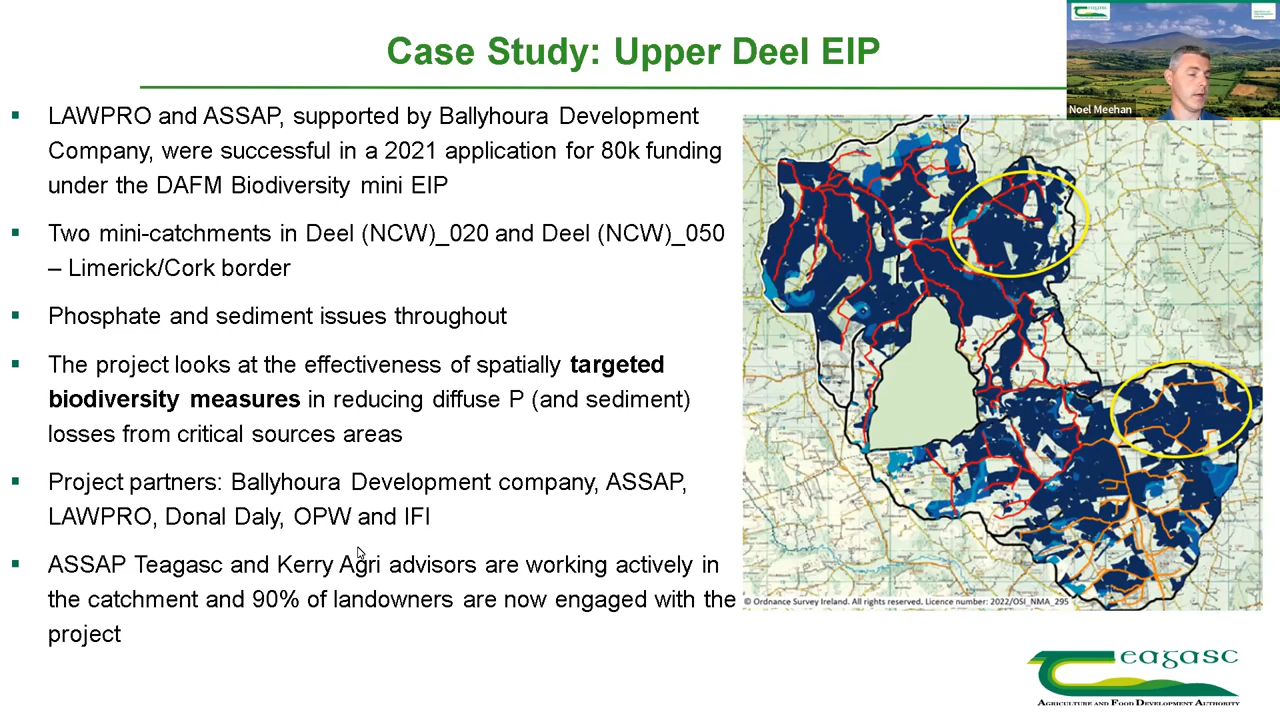 Case Study: Upper Deel EIP
Noel Meehan
▪ LAWPRO and ASSAP, supported by Ballyhoura Development
Company, were successful in a 2021 application for 80k funding
under the DAFM Biodiversity mini EIP
▪ Two mini-catchments in Deel (NCW)_020 and Deel (NCW)_050
– Limerick/Cork border
▪ Phosphate and sediment issues throughout
▪ The project looks at the effectiveness of spatially targeted
biodiversity measures in reducing diffuse P (and sediment)
losses from critical sources areas
▪ Project partners: Ballyhoura Development company, ASSAP,
LAWPRO, Donal Daly, OPW and IFI
▪ ASSAP Teagasc and Kerry Agri advisors are working actively in
the catchment and 90% of landowners are now engaged with the
project
© Ordnance Survey Ireland. All rights reserved. Licence number: 2022/OSI_NMA_295
eagasc
AGRICULTURE AND FOOD DEVELOPMENT AUTHORITY